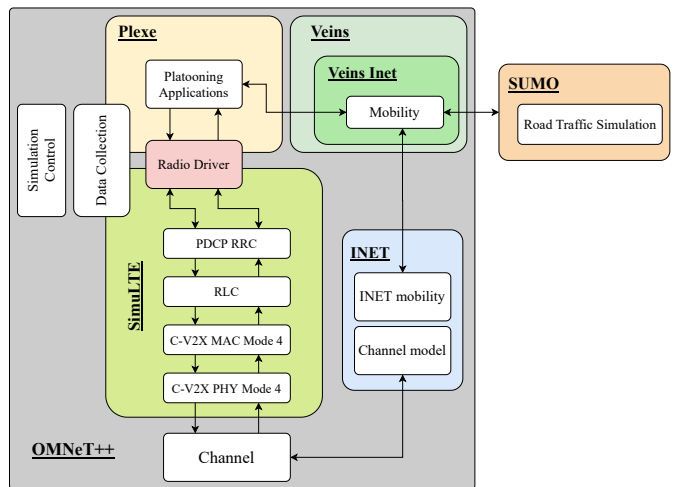 Plexe
Veins
Veins Inet
SUMO
Platooning
Applications
Mobility
Road Traffic Simulation
Simulation
Control
Data Collection
Radio Driver
SimuLTE
PDCP RRC
RLC
C-V2X MAC Mode 4
C-V2X PHY Mode 4
INET
INET mobility
Channel model
OMNeT++
Channel